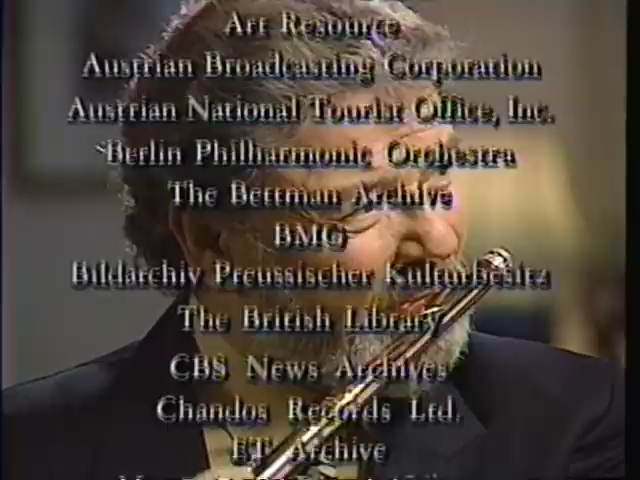 Art Resource
Austrian Broadcasting Corporation
Austrian National Tourist Office, Inc.
Berlin Philharmonic Orchestra
The Bettman Archive
BMG
Bildarchiv Preussischer Kulturbesitz
The British Library
CBS News Archives
Chandos Records Ltd.
ET Archive